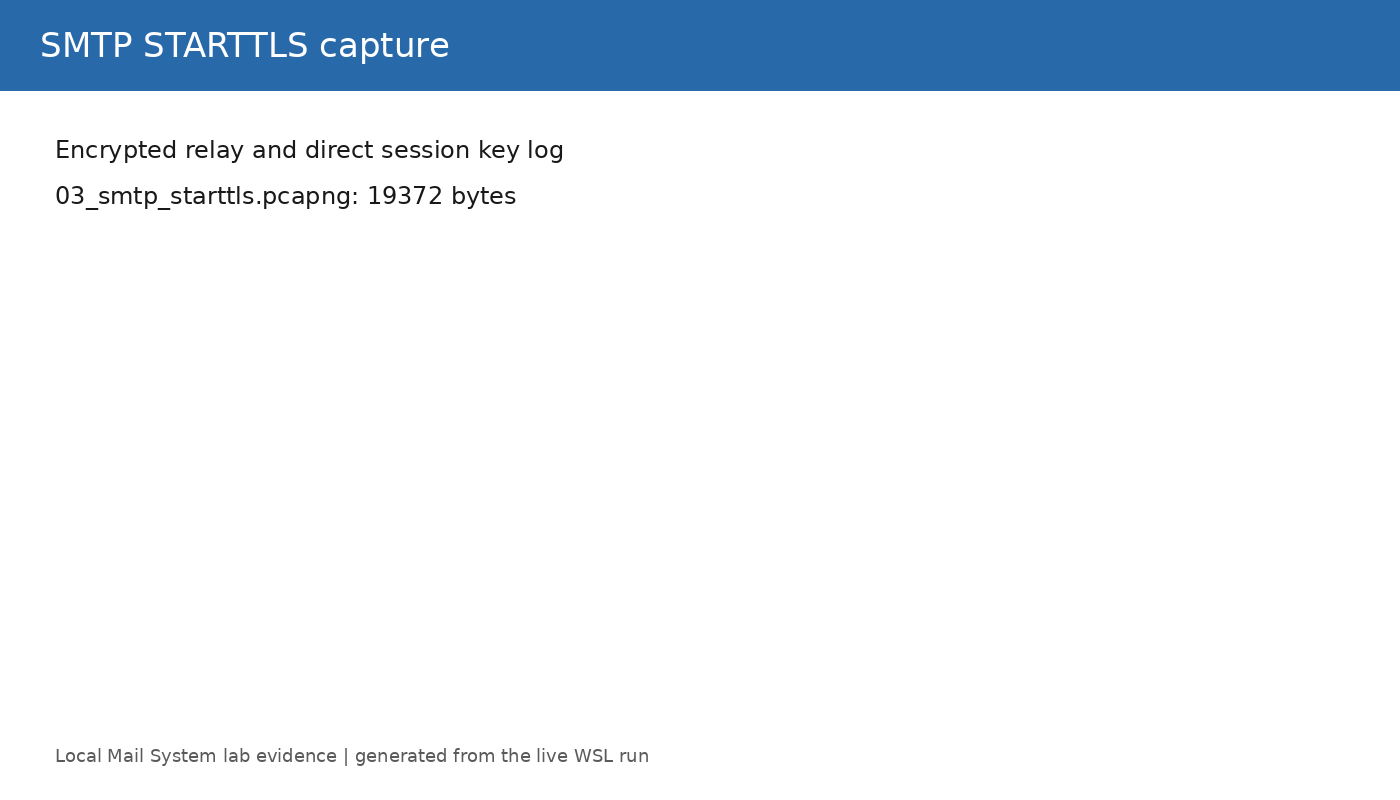 SMTP STARTTLS capture
Encrypted relay and direct session key log
03_smtp_starttls.pcapng: 19372 bytes
Local Mail System lab evidence | generated from the live WSL run